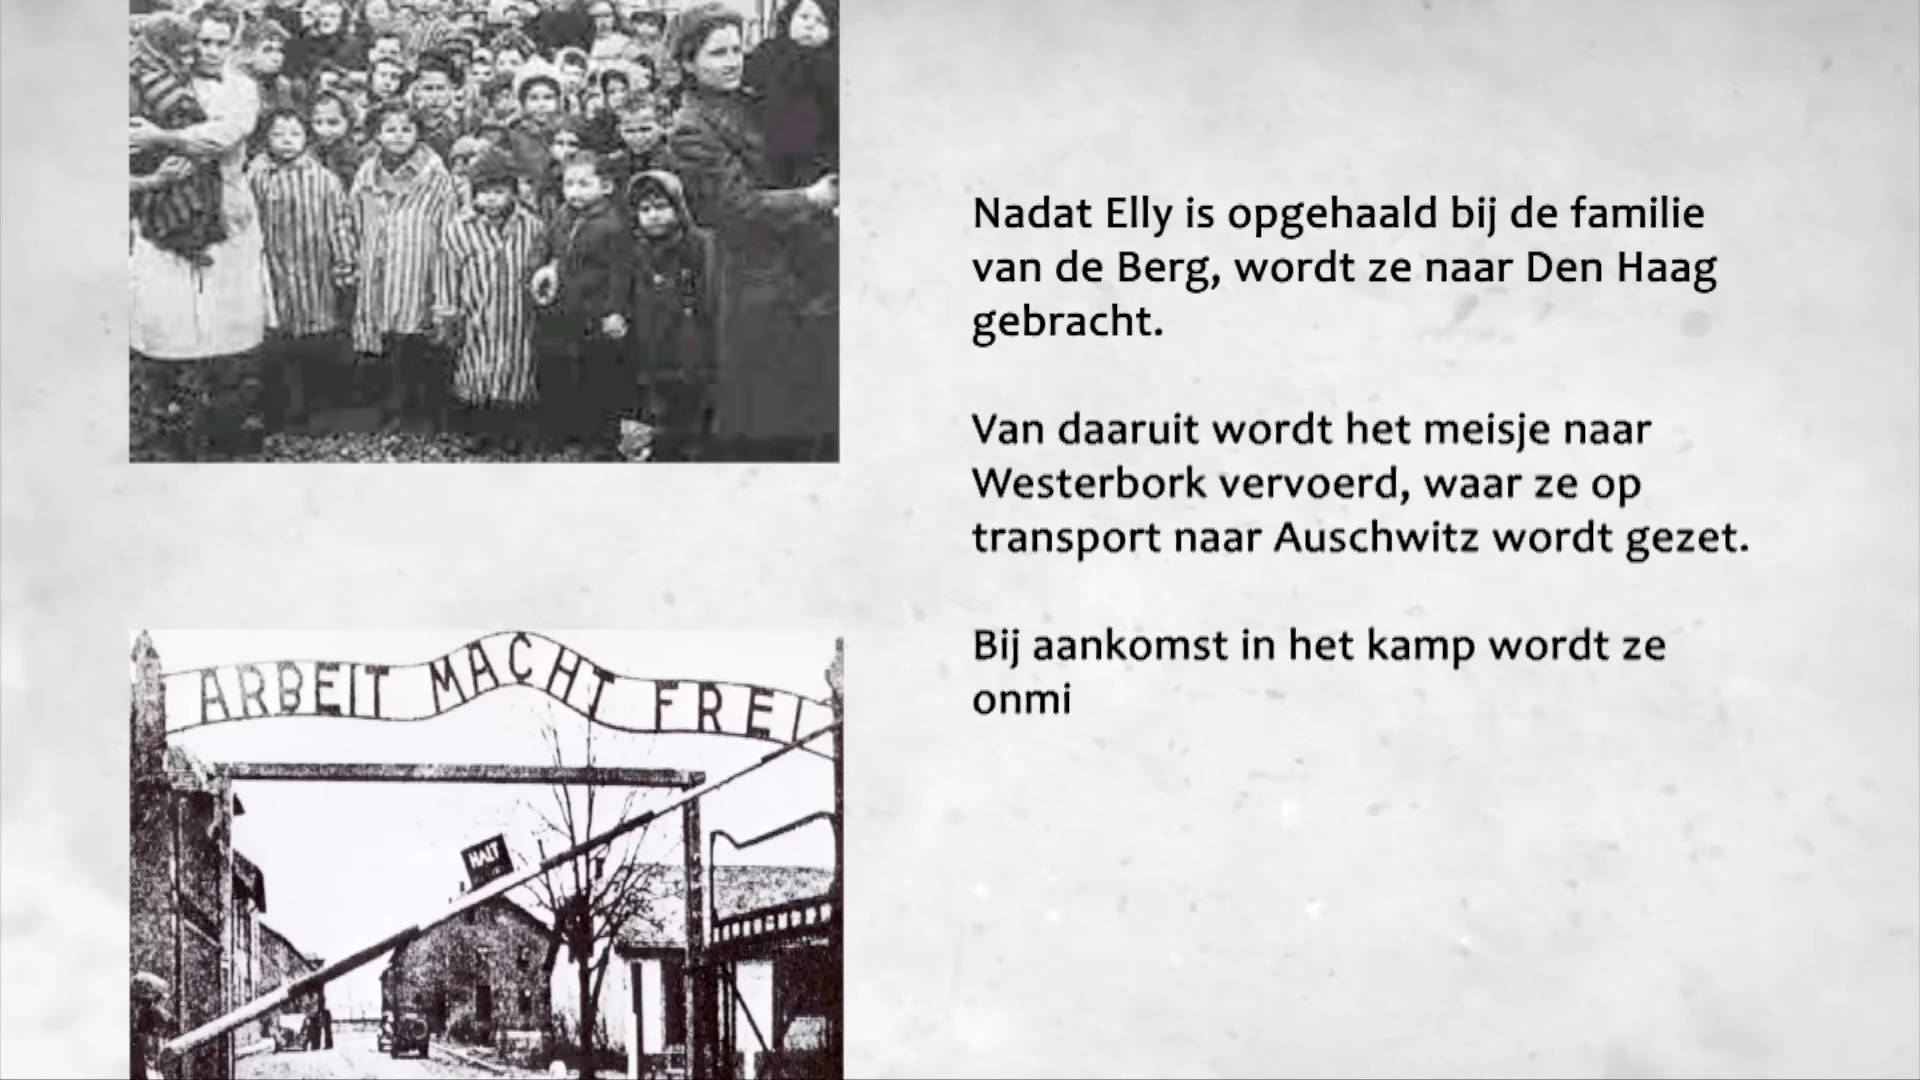 Nadat Elly is opgehaald bij de familie
van de Berg, wordt ze naar Den Haag
gebracht.
Van daaruit wordt het meisje naar
Westerbork vervoerd, waar ze op
transport naar Auschwitz wordt gezet.
Bij aankomst in het kamp wordt ze
onmi
ARBEIT MACHT FREI
HALT